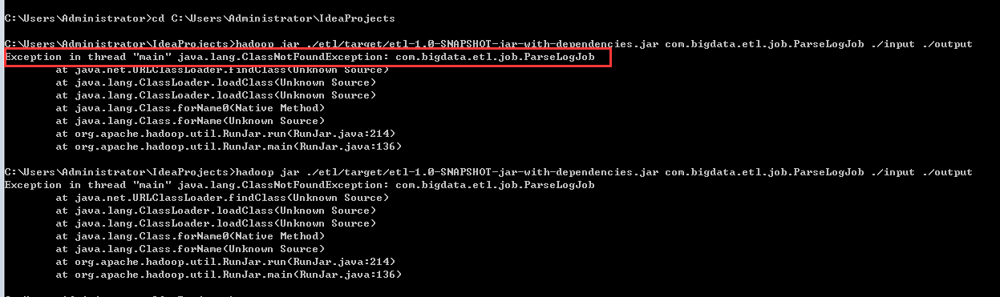 C:\Users\Administrator>cd C:\Users\Administrator\IdeaProjects
C:\Users\Administrator\IdeaProjects>hadoop jar ./etl/target/etl-1.0-SNAPSHOT-jar-with-dependencies.jar com.bigdata.etl.job.ParseLogJob ./input ./output
Exception in thread "main" java.lang.ClassNotFoundException: com.bigdata.etl.job.ParseLogJob
at java.net.URLClassLoader.findClass(Unknown Source)
at java.lang.ClassLoader.loadClass(Unknown Source)
at java.lang.ClassLoader.loadClass(Unknown Source)
at java.lang.Class.forName0(Native Method)
at java.lang.Class.forName(Unknown Source)
at org.apache.hadoop.util.RunJar.run(RunJar.java:214)
at org.apache.hadoop.util.RunJar.main(RunJar.java:136)
C:\Users\Administrator\IdeaProjects>hadoop jar ./etl/target/etl-1.0-SNAPSHOT-jar-with-dependencies.jar com.bigdata.etl.job.ParseLogJob ./input ./output
Exception in thread "main" java.lang.ClassNotFoundException: com.bigdata.etl.job.ParseLogJob
at java.net.URLClassLoader.findClass(Unknown Source)
at java.lang.ClassLoader.loadClass(Unknown Source)
at java.lang.ClassLoader.loadClass(Unknown Source)
at java.lang.Class.forName0(Native Method)
at java.lang.Class.forName(Unknown Source)
at org.apache.hadoop.util.RunJar.run(RunJar.java:214)
at org.apache.hadoop.util.RunJar.main(RunJar.java:136)